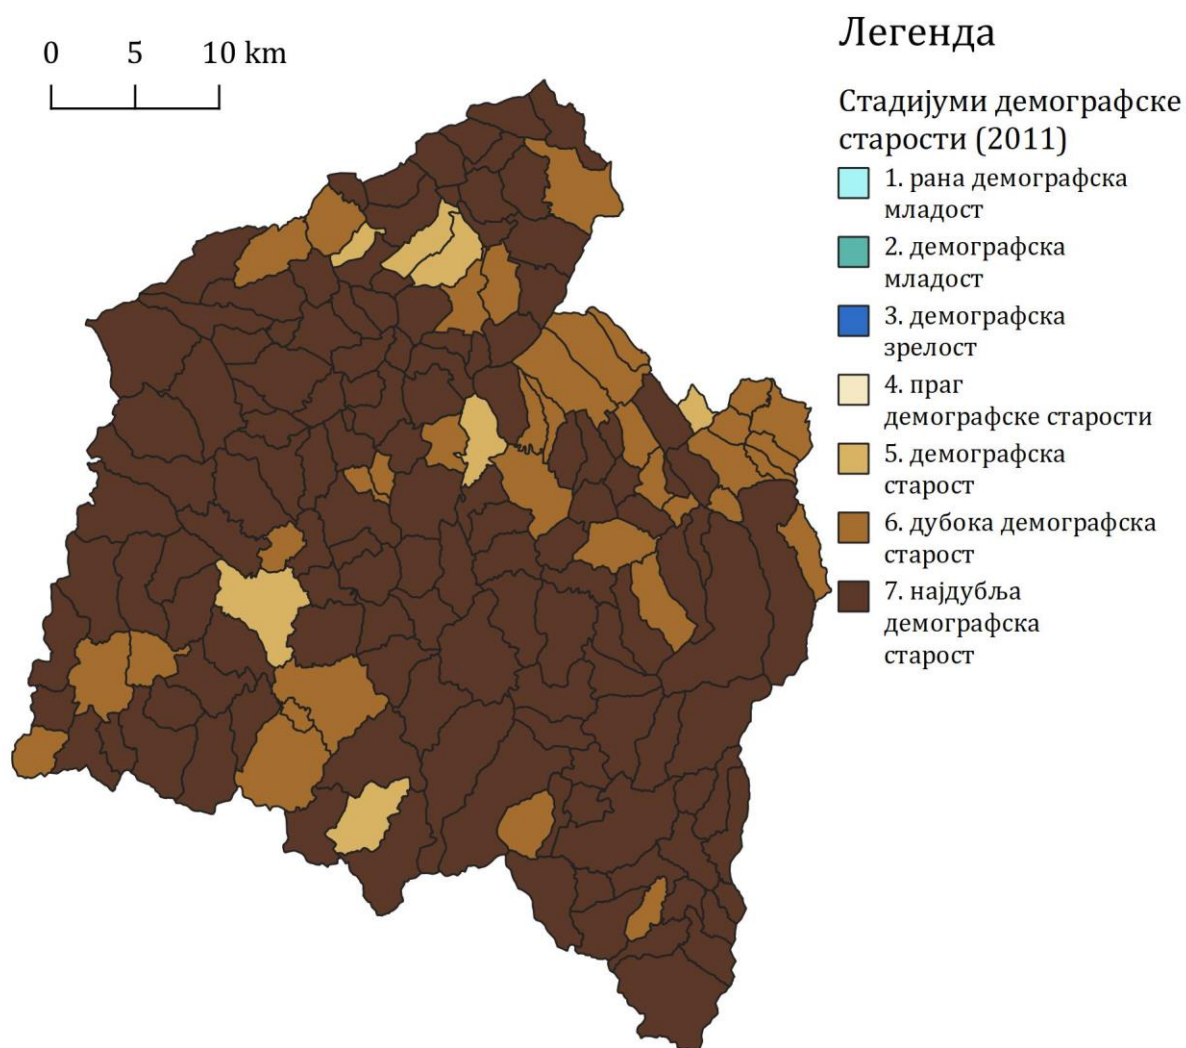 0 5 10 km
Легенда
Стадијуми демографске
старости (2011)
1. рана демографска
младост
2. демографска
младост
3. демографска
зрелост
4. праг
демографске старости
5. демографска
старост
6. дубока демографска
старост
7. најдубља
демографска
старост